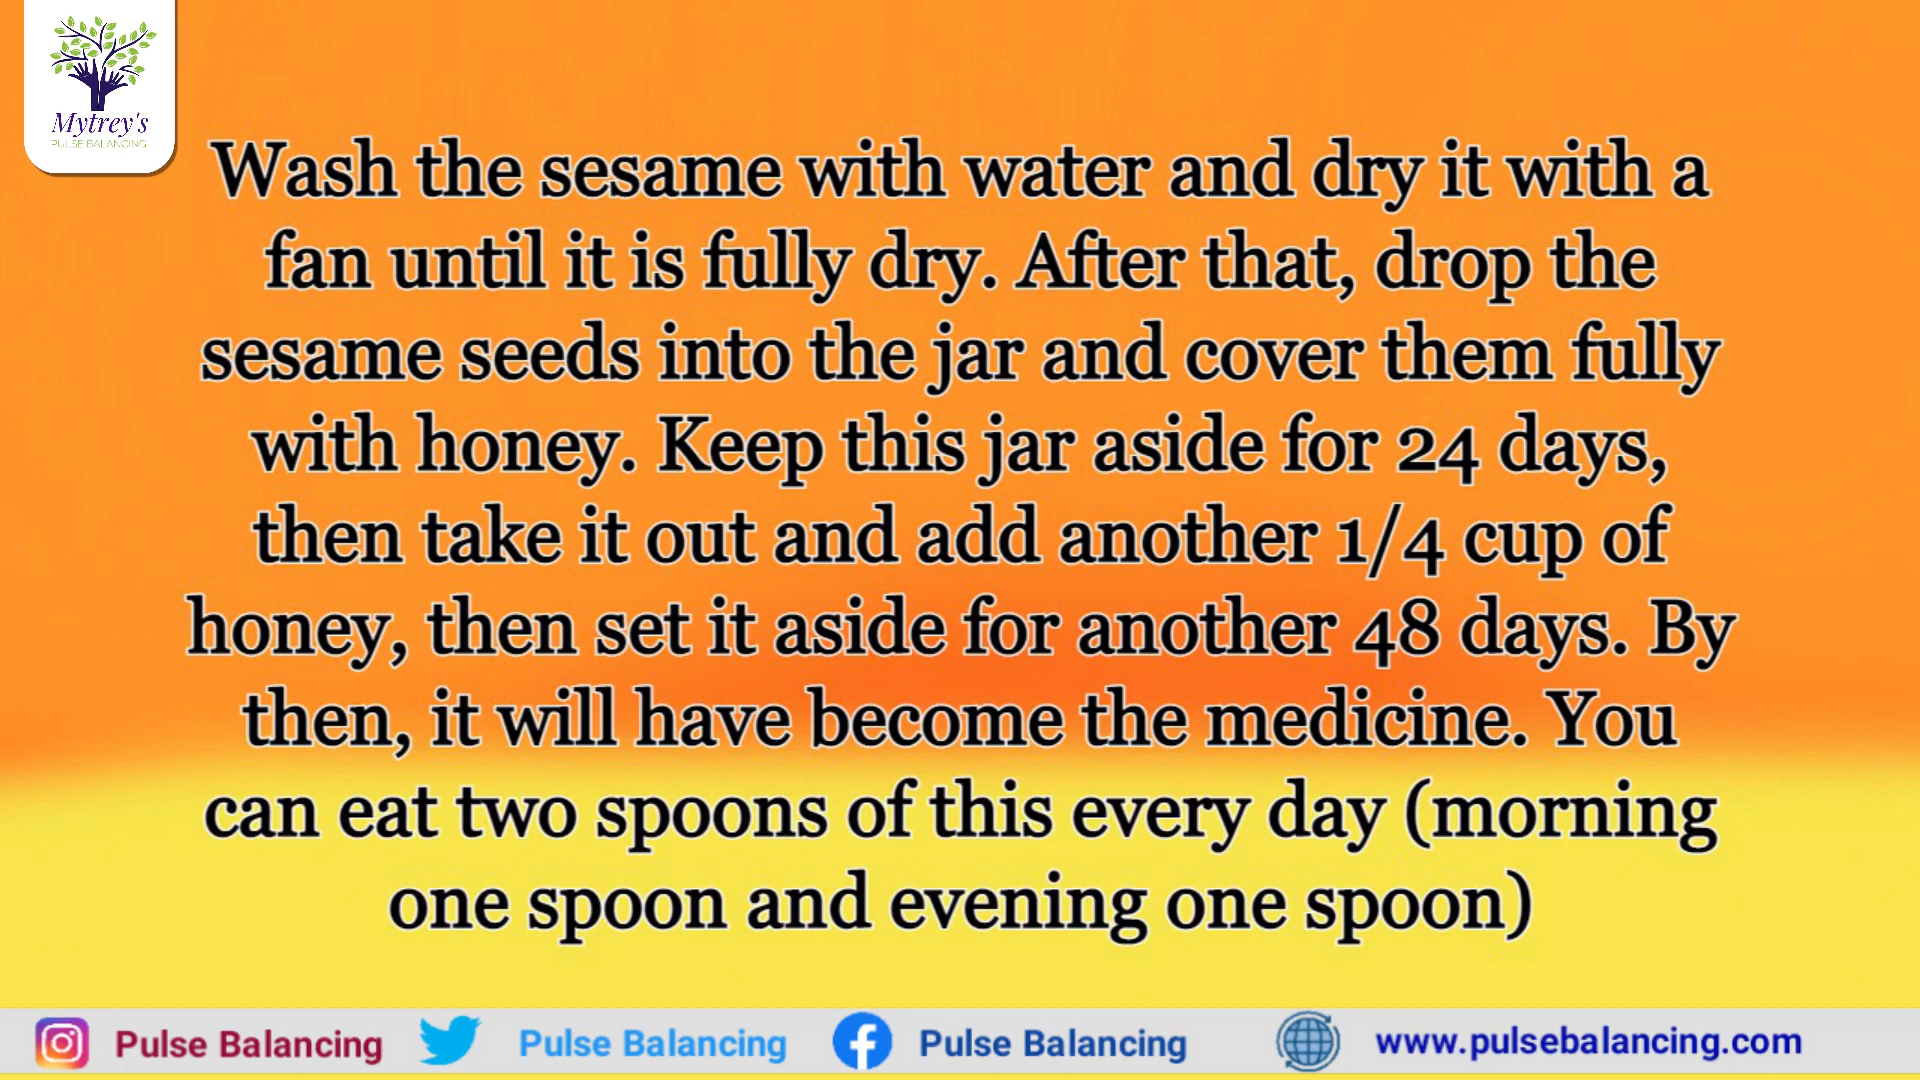 Mytrey's
PULSE BALANCING
Wash the sesame with water and dry it with a
fan until it is fully dry. After that, drop the
sesame seeds into the jar and cover them fully
with honey. Keep this jar aside for 24 days,
then take it out and add another 1/4 cup of
honey, then set it aside for another 48 days. By
then, it will have become the medicine. You
can eat two spoons of this every day (morning
one spoon and evening one spoon)
Pulse Balancing Pulse Balancing Pulse Balancing www.pulsebalancing.com